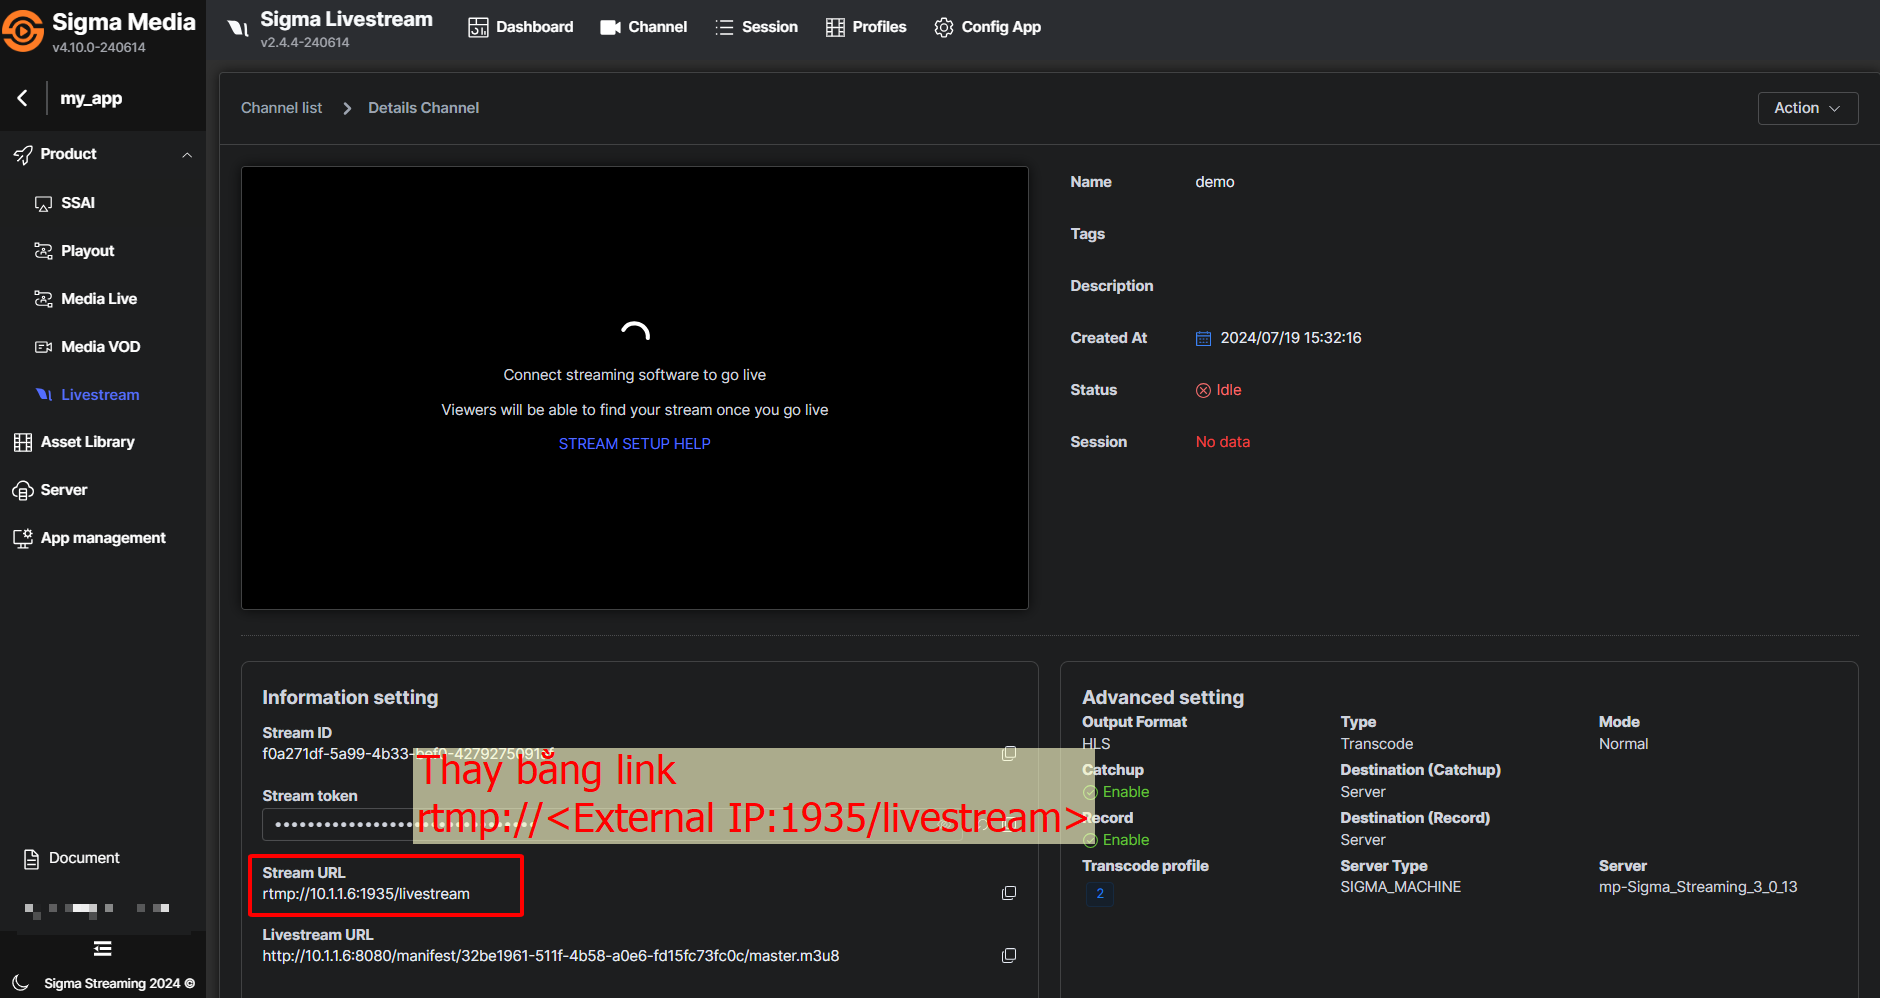 Sigma Media
v4.10.0-240614
my_app
Product
SSAI
Playout
Media Live
Media VOD
Livestream
Asset Library
Server
App management
Document
Sigma Streaming 2024 ©
Sigma Livestream
v2.4.4-240614
Dashboard
Channel
Session
Profiles
Config App
Channel list
Details Channel
Action
Connect streaming software to go live
Viewers will be able to find your stream once you go live
STREAM SETUP HELP
Name demo
Tags
Description
Created At 2024/07/19 15:32:16
Status Idle
Session No data
Information setting
Stream ID
Thay bằng link
rtmp://<External IP:1935/livestream>
Stream token
Stream URL
rtmp://10.1.1.6:1935/livestream
Livestream URL
http://10.1.1.6:8080/manifest/32be1961-511f-4b58-a0e6-fd15fc73fc0c/master.m3u8
Advanced setting
Output Format Type Mode
HLS Transcode Normal
Catchup Destination (Catchup)
Enable Server
Record Destination (Record)
Enable Server
Transcode profile Server Type Server
2 SIGMA_MACHINE mp-Sigma_Streaming_3_0_13